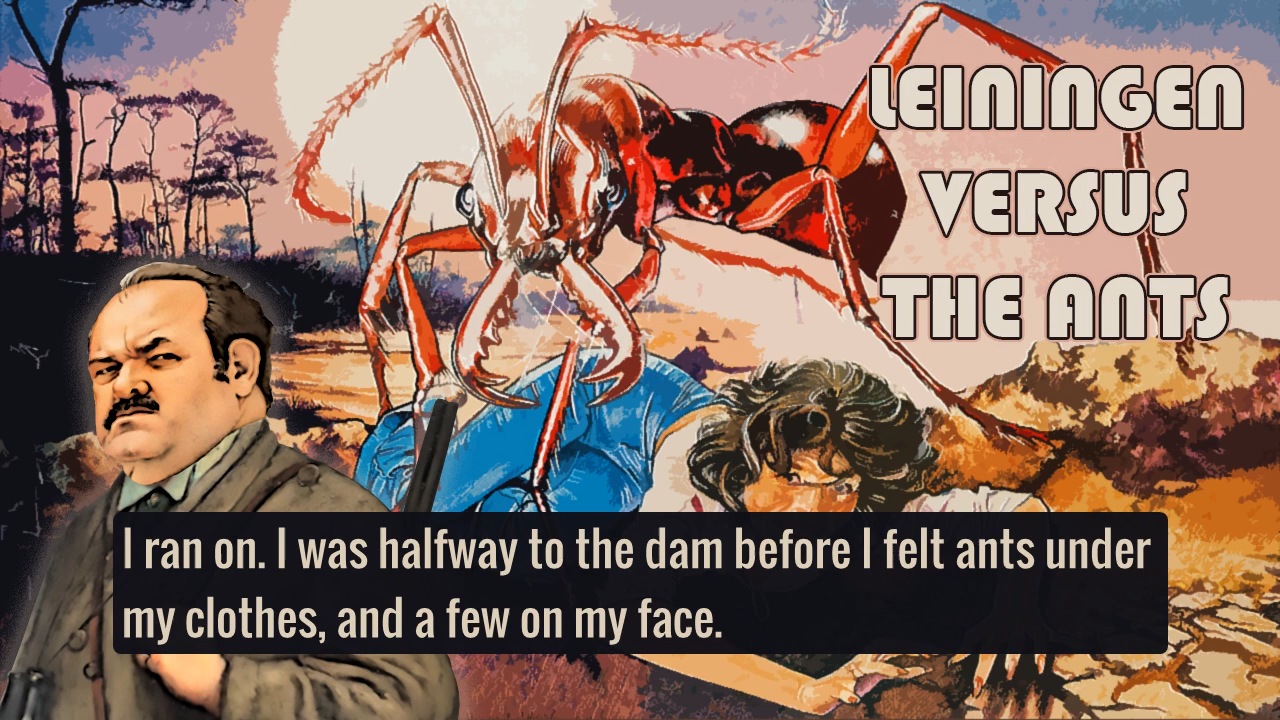 LEININGEN
VERSUS
THE ANTS
I ran on. I was halfway to the dam before I felt ants under
my clothes, and a few on my face.